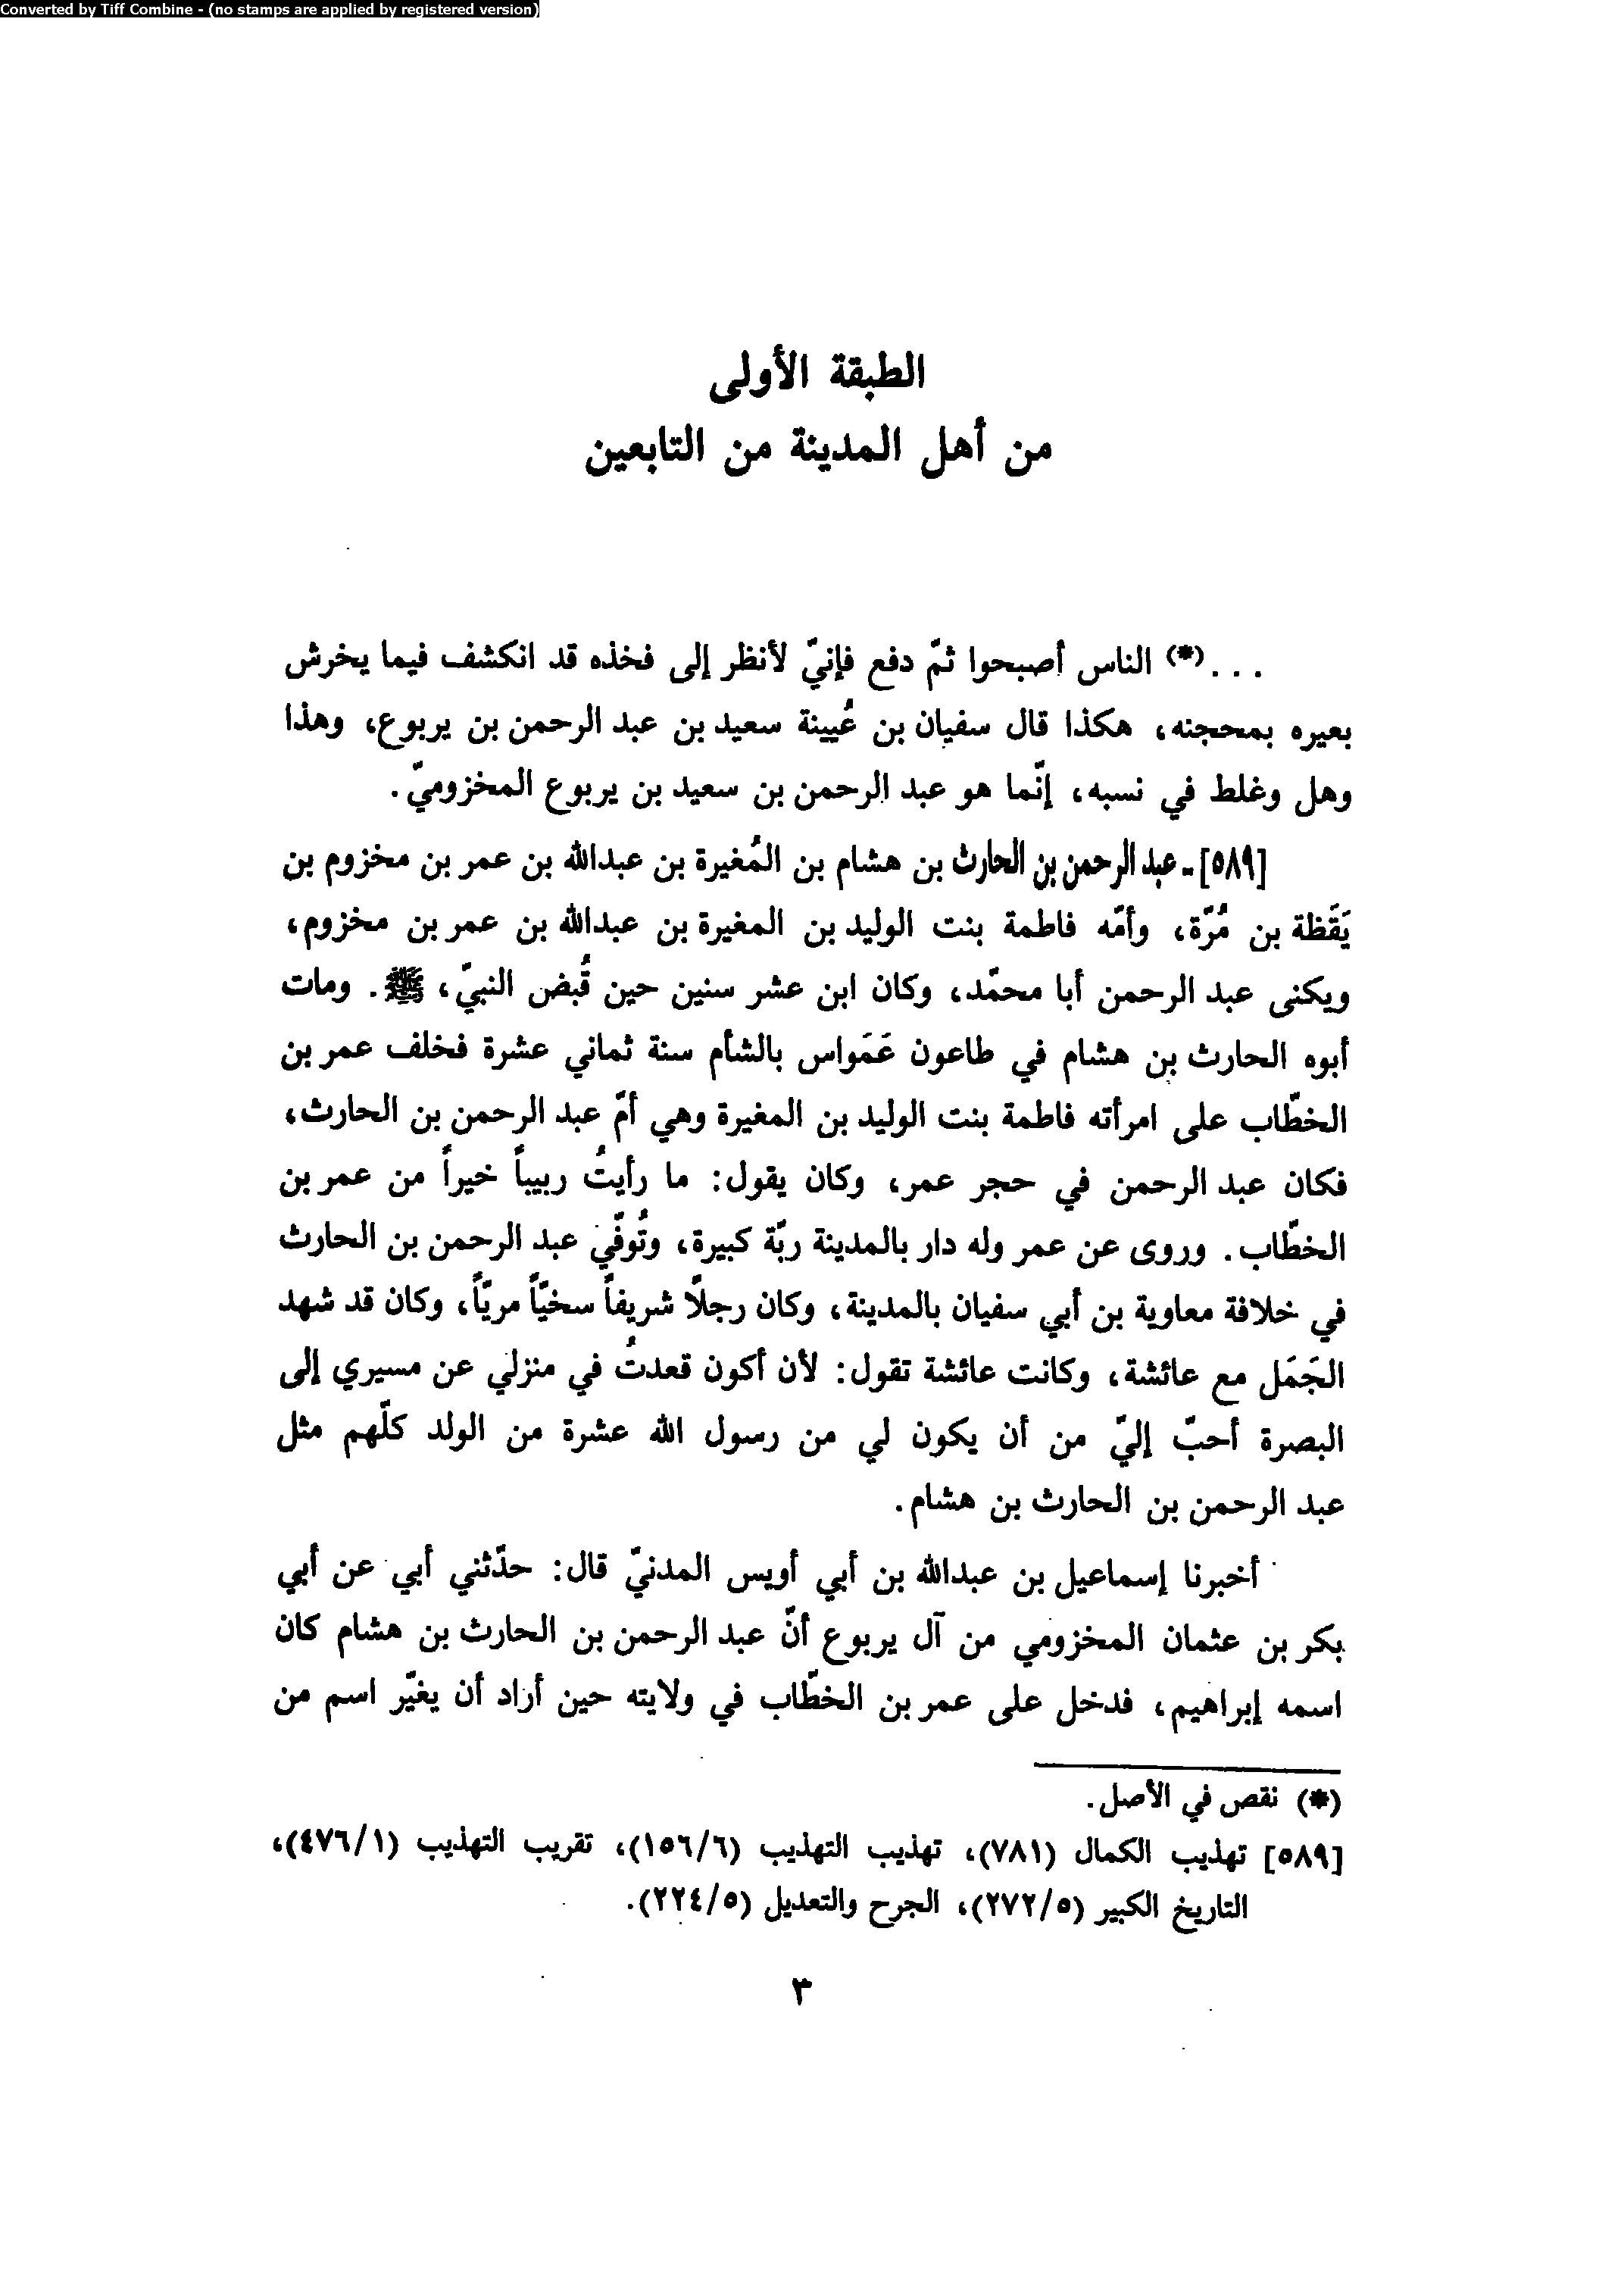 Converted by Tiff Combine - (no stamps are applied by registered version)
الطبقة الأولى
من أهل المدينة من التابعين
. . .(*) الناس أصبحوا ثمّ دفع فإنيّ لأنظر إلى فخذه قد انكشف فيما يخرش
بعيره بمحجنه، هكذا قال سفيان بن عُيينة سعيد بن عبد الرحمن بن يربوع، وهذا
وهل وغلط في نسبه، إنّما هو عبد الرحمن بن سعيد بن يربوع المخزوميّ.
[٥٨٩] ـ عبد الرحمن بن الحارث بن هشام بن المُغيرة بن عبدالله بن عمر بن مخزوم بن
يَقَظة بن مُرّة، وأمّه فاطمة بنت الوليد بن المغيرة بن عبدالله بن عمر بن مخزوم،
ويكنى عبد الرحمن أبا محمّد، وكان ابن عشر سنين حين قُبض النبيّ، ﷺ. ومات
أبوه الحارث بن هشام في طاعون عَمَواس بالشأم سنة ثماني عشرة فخلف عمر بن
الخطّاب على امرأته فاطمة بنت الوليد بن المغيرة وهي أمّ عبد الرحمن بن الحارث،
فكان عبد الرحمن في حجر عمر، وكان يقول: ما رأيتُ ربيباً خيراً من عمر بن
الخطّاب. وروى عن عمر وله دار بالمدينة ربّة كبيرة، وتُوفّي عبد الرحمن بن الحارث
في خلافة معاوية بن أبي سفيان بالمدينة، وكان رجلاً شريفاً سخيّاً مريّاً، وكان قد شهد
الجَمَل مع عائشة، وكانت عائشة تقول: لأن أكون قعدتُ في منزلي عن مسيري إلى
البصرة أحبّ إليّ من أن يكون لي من رسول الله عشرة من الولد كلّهم مثل
عبد الرحمن بن الحارث بن هشام.
أخبرنا إسماعيل بن عبدالله بن أبي أويس المدنيّ قال: حدّثني أبي عن أبي
بكر بن عثمان المخزومي من آل يربوع أنّ عبد الرحمن بن الحارث بن هشام كان
اسمه إبراهيم، فدخل على عمر بن الخطّاب في ولايته حين أراد أن يغيّر اسم من
(*) نقص في الأصل.
[٥٨٩] تهذيب الكمال (٧٨١)، تهذيب التهذيب (١٥٦/٦)، تقريب التهذيب (٤٧٦/١)،
التاريخ الكبير (٢٧٢/٥)، الجرح والتعديل (٢٢٤/٥).
٣